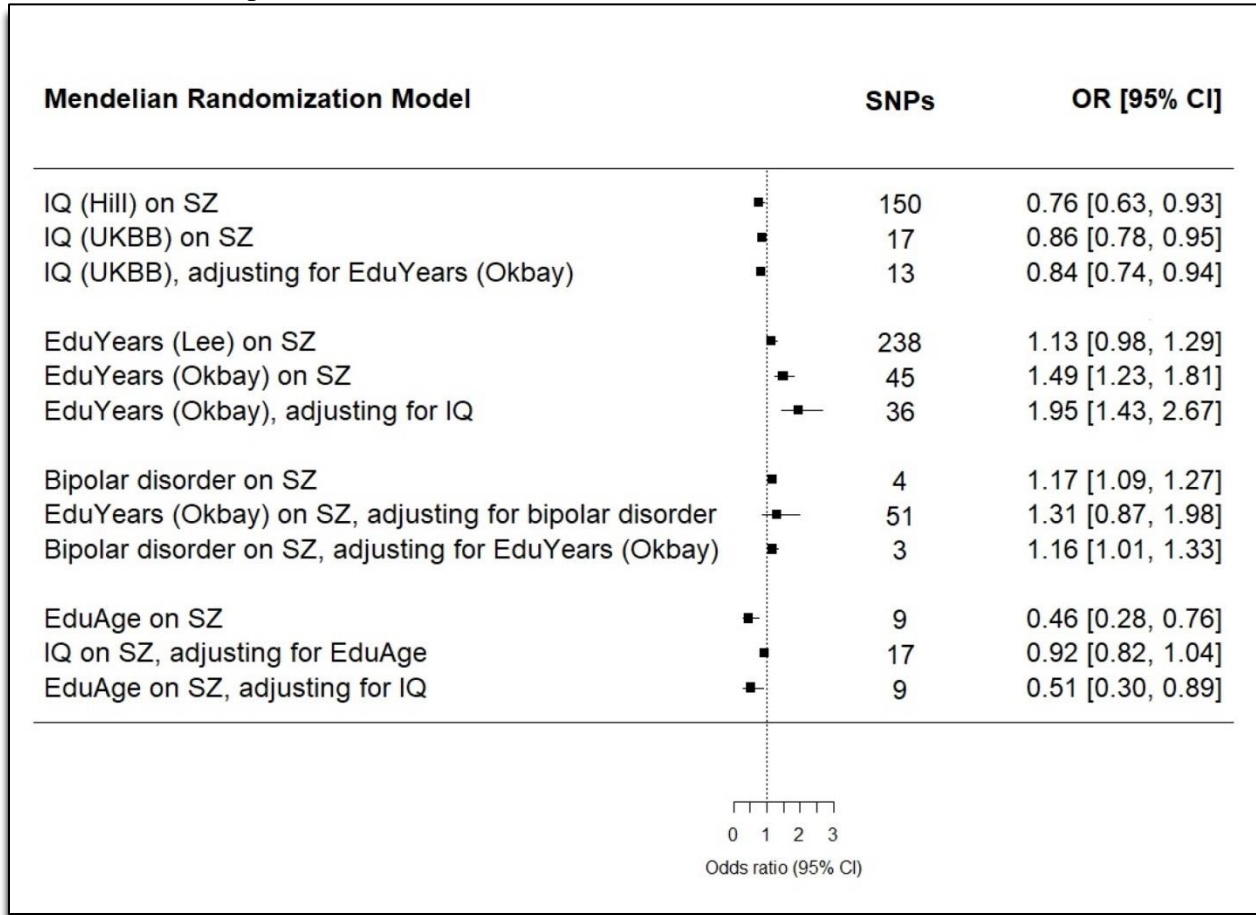 Mendelian Randomization Model SNPs OR [95% CI]
IQ (Hill) on SZ 150 0.76 [0.63, 0.93]
IQ (UKBB) on SZ 17 0.86 [0.78, 0.95]
IQ (UKBB), adjusting for EduYears (Okbay) 13 0.84 [0.74, 0.94]
EduYears (Lee) on SZ 238 1.13 [0.98, 1.29]
EduYears (Okbay) on SZ 45 1.49 [1.23, 1.81]
EduYears (Okbay), adjusting for IQ 36 1.95 [1.43, 2.67]
Bipolar disorder on SZ 4 1.17 [1.09, 1.27]
EduYears (Okbay) on SZ, adjusting for bipolar disorder 51 1.31 [0.87, 1.98]
Bipolar disorder on SZ, adjusting for EduYears (Okbay) 3 1.16 [1.01, 1.33]
EduAge on SZ 9 0.46 [0.28, 0.76]
IQ on SZ, adjusting for EduAge 17 0.92 [0.82, 1.04]
EduAge on SZ, adjusting for IQ 9 0.51 [0.30, 0.89]
0 1 2 3
Odds ratio (95% CI)